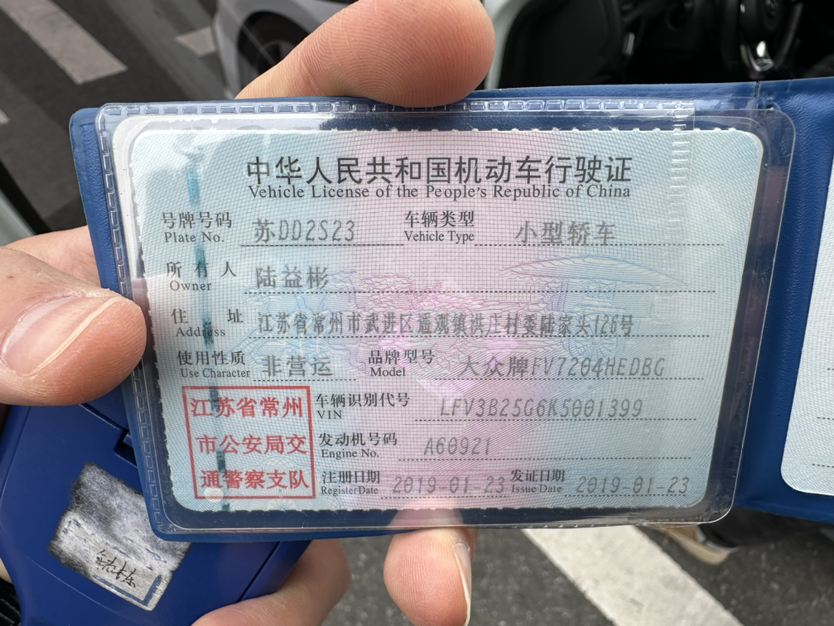 中华人民共和国机动车行驶证
Vehicle License of the People's Republic of China
号牌号码 苏DD2S23 车辆类型 小型轿车
Plate No. Vehicle Type
所有人 陆益彬
Owner
住址 江苏省常州市武进区遥观镇洪庄村委陆家头126号
Address
使用性质 非营运 品牌型号 大众牌FV7204HEDBG
Use Character Model
江苏省常州
市公安局交
通警察支队
车辆识别代号 LFV3B25G6K5001399
VIN
发动机号码 A60921
Engine No.
注册日期 2019-01-23 发证日期 2019-01-23
Register Date Issue Date